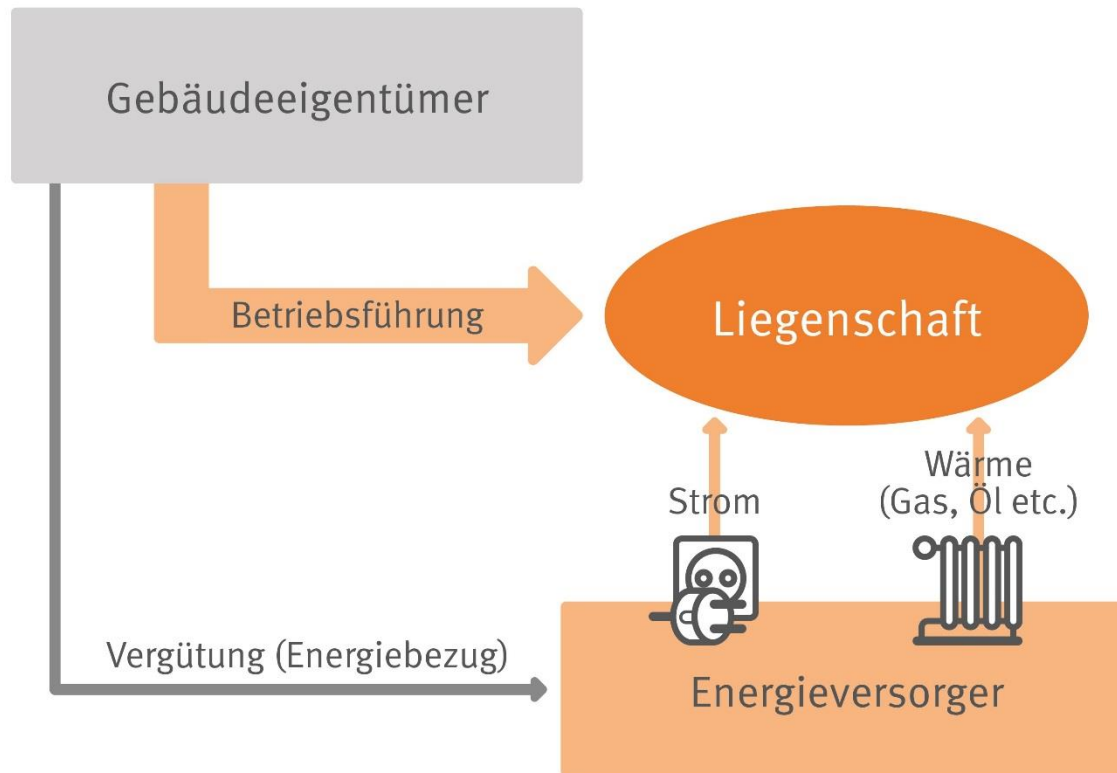 Gebäudeeigentümer
Betriebsführung
Liegenschaft
Strom
Wärme
(Gas, Öl etc.)
Vergütung (Energiebezug)
Energieversorger